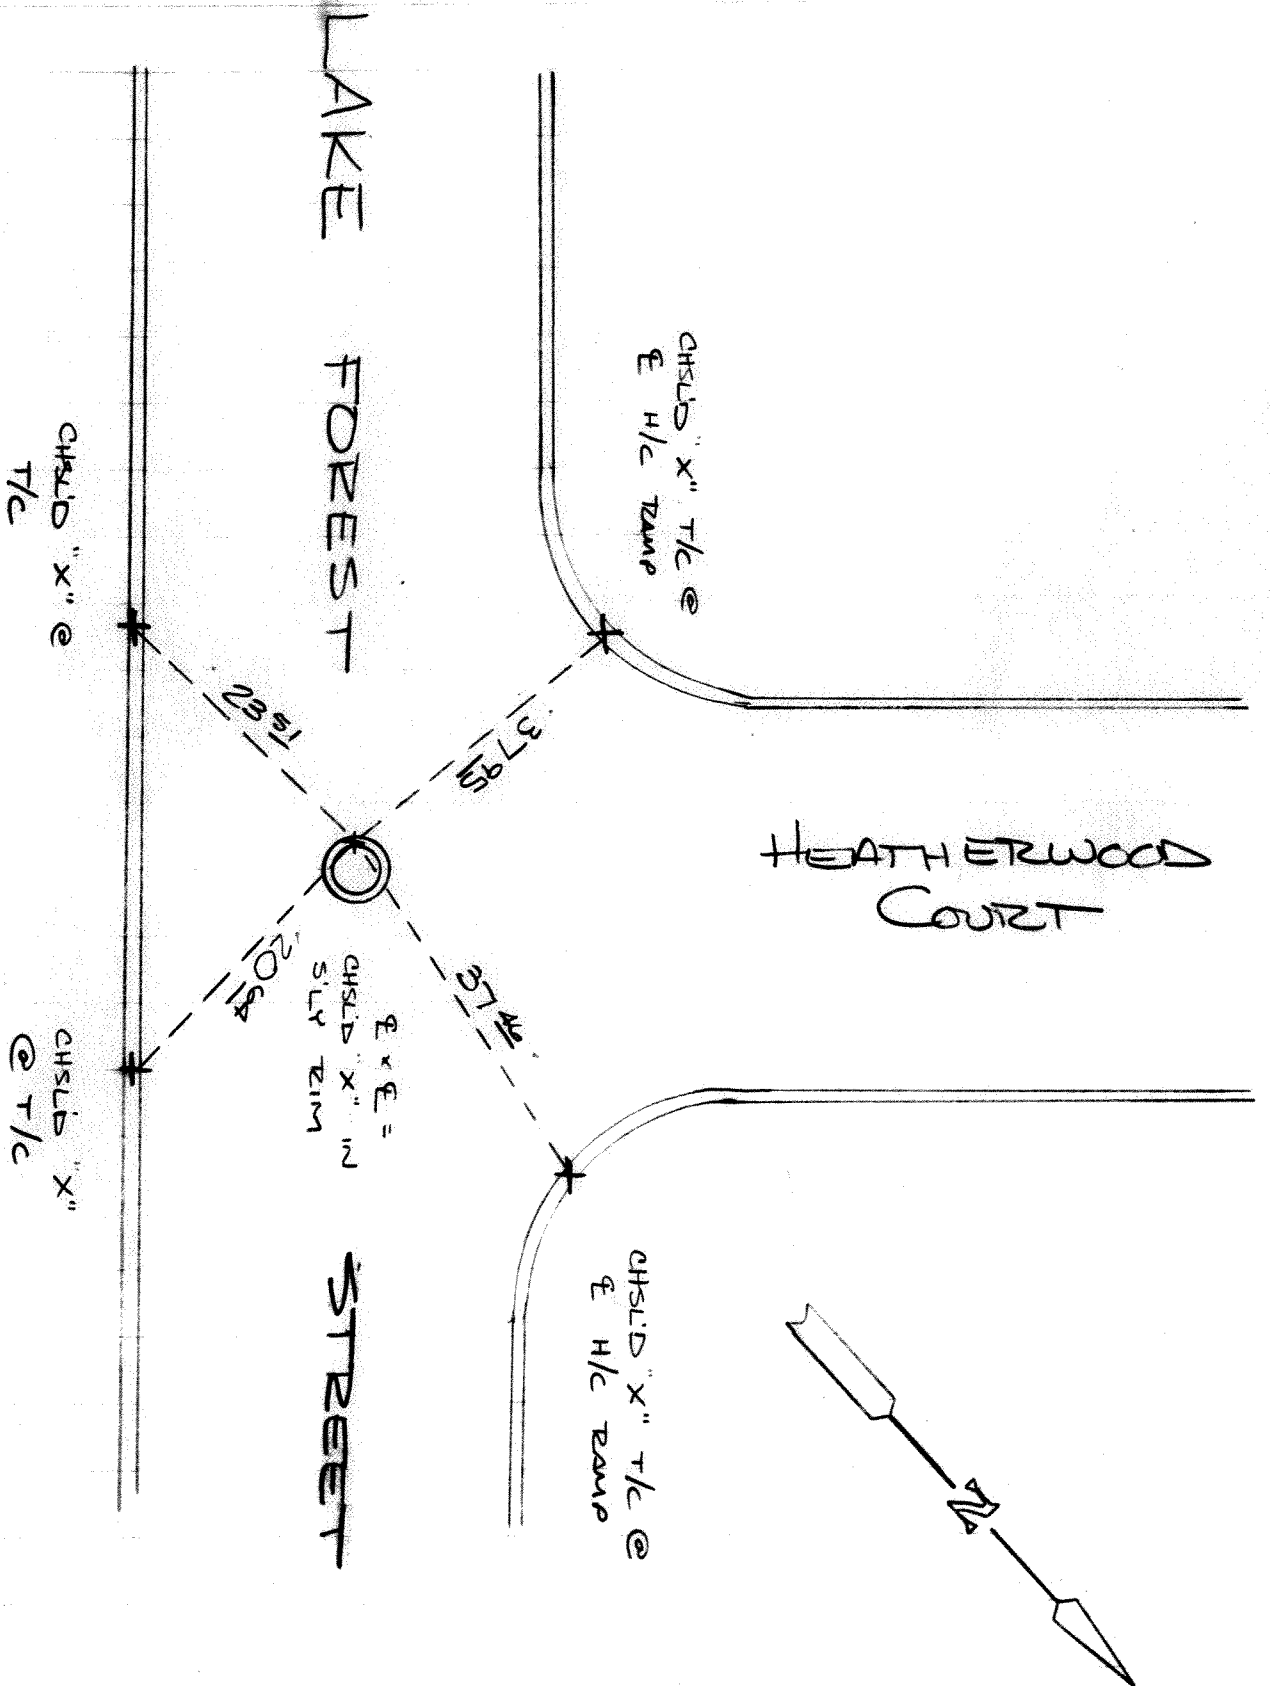 LAKE FOREST STREET
CHSL'D "X" T/C @
℄ H/C RAMP
CHSL'D "X" @
T/C
23 51
37 95
HEATHERWOOD
COURT
20 64
37 46
℄ x ℄ =
CHSL'D "X" IN
S'LY RIM
CHSL'D "X"
@ T/C
CHSL'D "X" T/C @
℄ H/C RAMP
N